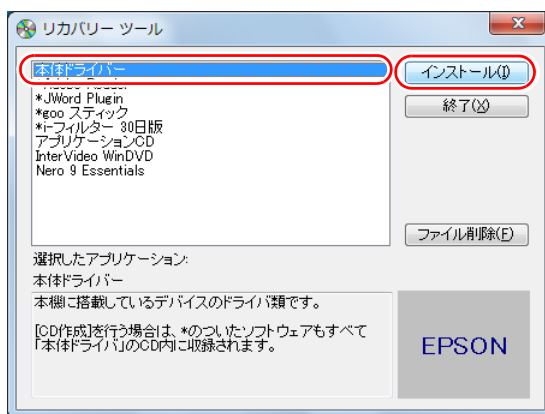 リカバリー ツール
本体ドライバー
インストール(I)
*JWord Plugin
終了(X)
*goo スティック
*i-フィルター 30日版
アプリケーションCD
InterVideo WinDVD
Nero 9 Essentials
ファイル削除(F)
選択したアプリケーション:
本体ドライバー
本機に搭載しているデバイスのドライバ類です。
[CD作成]を行う場合は、*のついたソフトウェアもすべて
「本体ドライバ」のCD内に収録されます。
EPSON